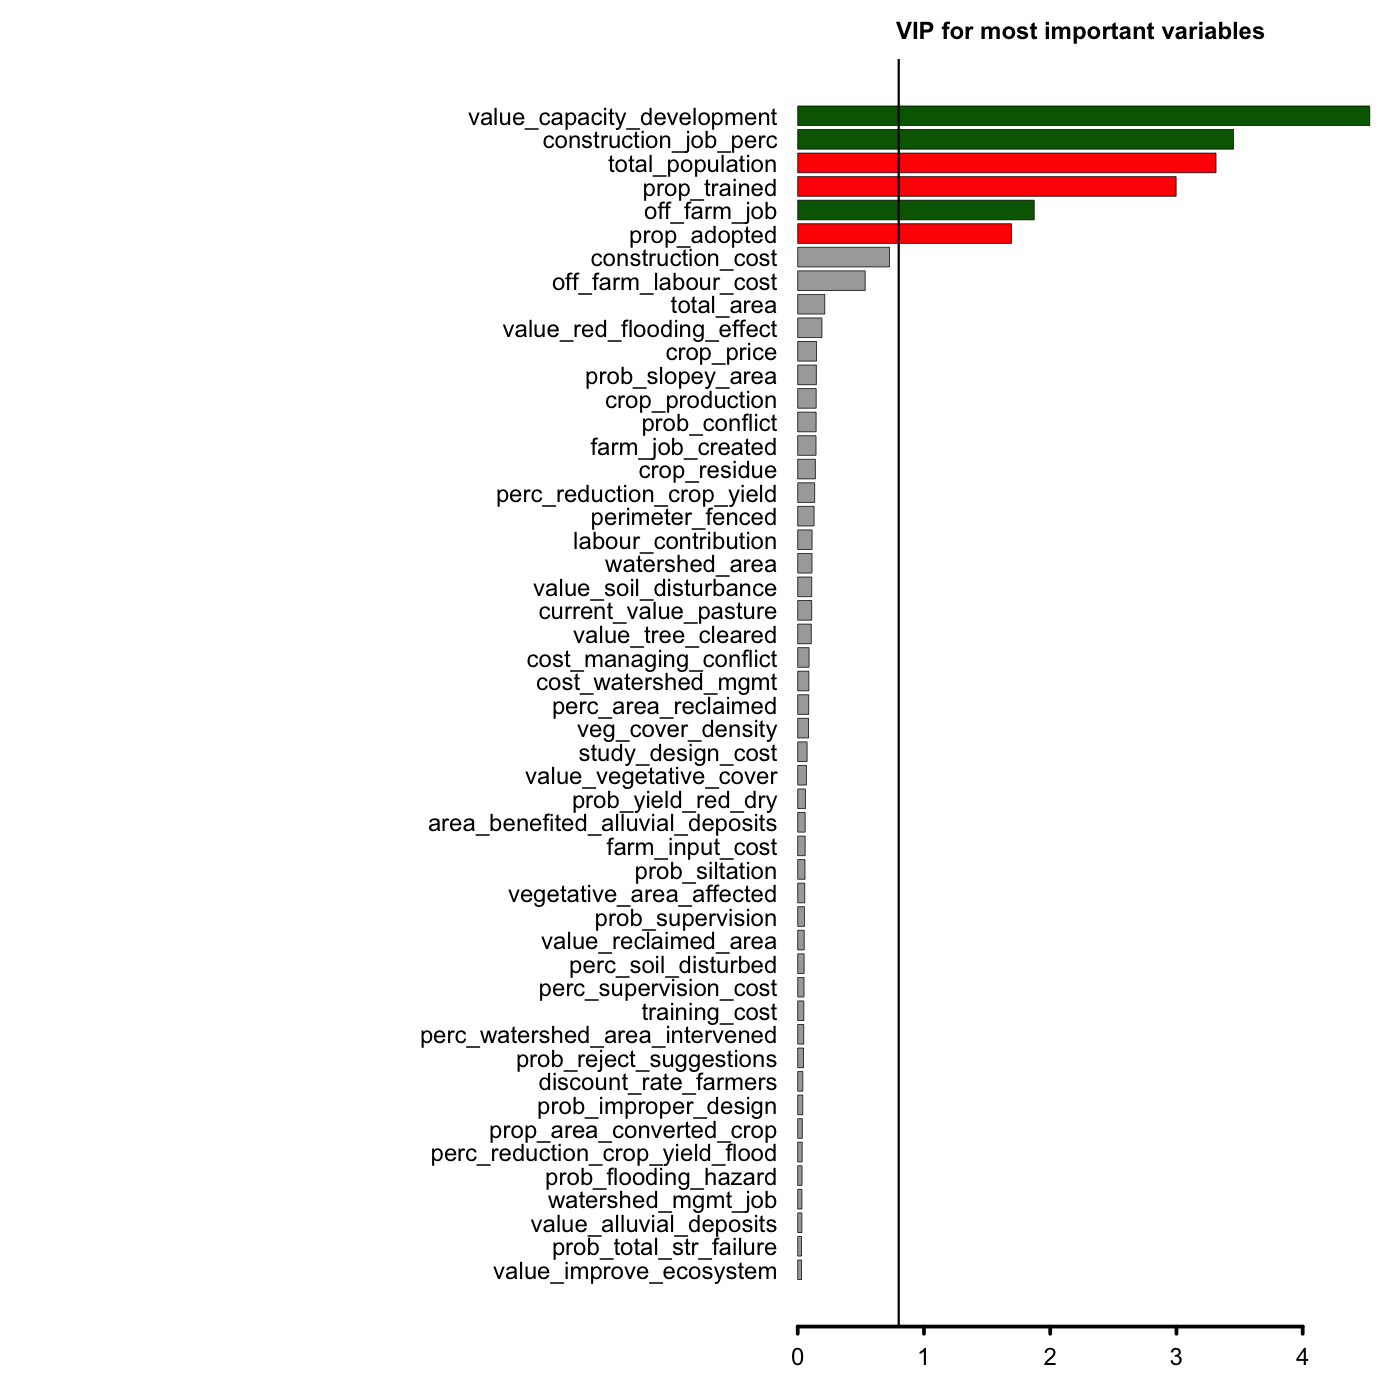 VIP for most important variables
value_capacity_development
construction_job_perc
total_population
prop_trained
off_farm_job
prop_adopted
construction_cost
off_farm_labour_cost
total_area
value_red_flooding_effect
crop_price
prob_slopey_area
crop_production
prob_conflict
farm_job_created
crop_residue
perc_reduction_crop_yield
perimeter_fenced
labour_contribution
watershed_area
value_soil_disturbance
current_value_pasture
value_tree_cleared
cost_managing_conflict
cost_watershed_mgmt
perc_area_reclaimed
veg_cover_density
study_design_cost
value_vegetative_cover
prob_yield_red_dry
area_benefited_alluvial_deposits
farm_input_cost
prob_siltation
vegetative_area_affected
prob_supervision
value_reclaimed_area
perc_soil_disturbed
perc_supervision_cost
training_cost
perc_watershed_area_intervened
prob_reject_suggestions
discount_rate_farmers
prob_improper_design
prop_area_converted_crop
perc_reduction_crop_yield_flood
prob_flooding_hazard
watershed_mgmt_job
value_alluvial_deposits
prob_total_str_failure
value_improve_ecosystem
0 1 2 3 4